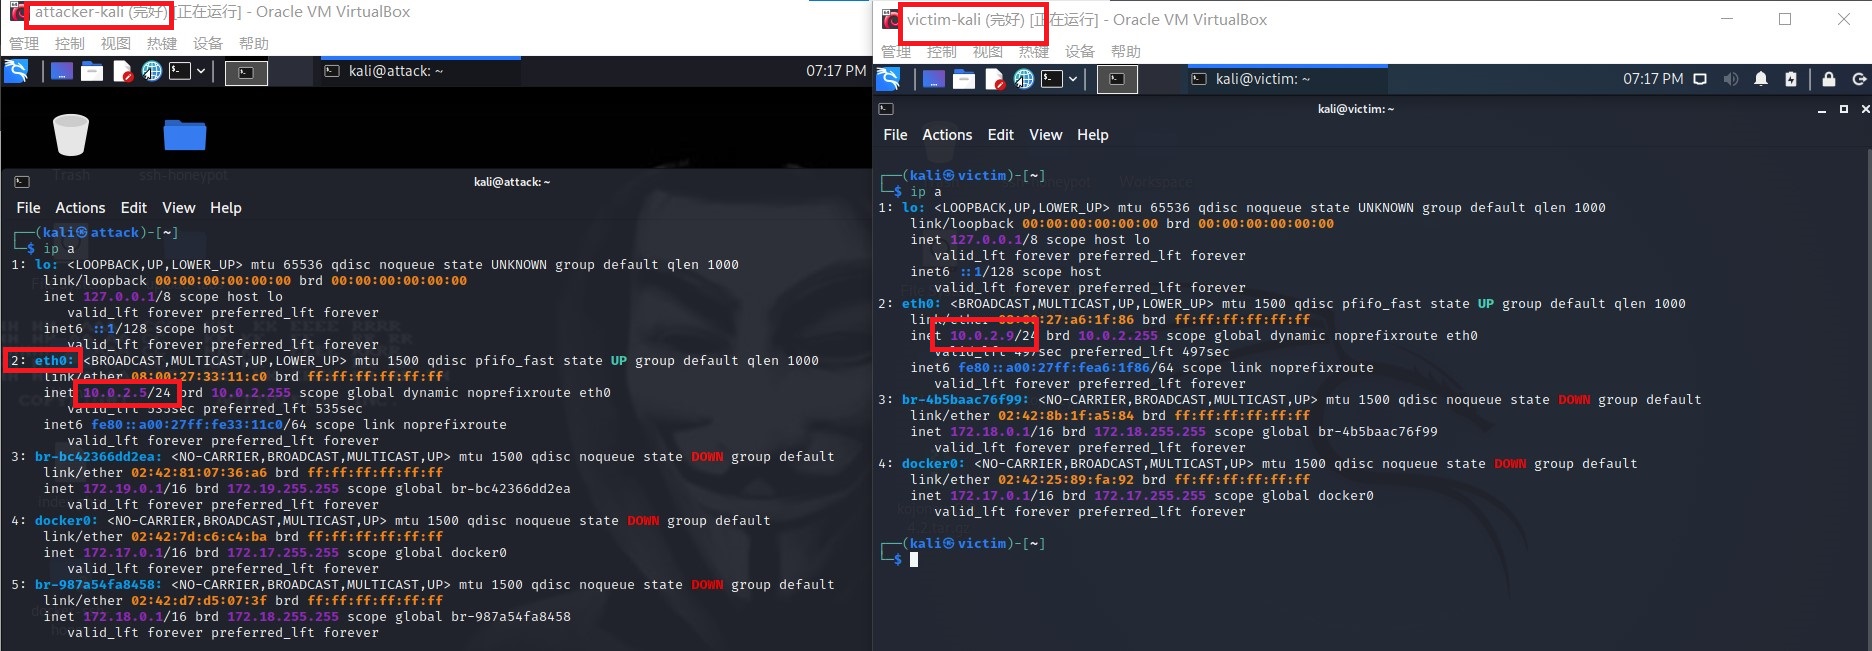 attacker-kali (完好) [正在运行] - Oracle VM VirtualBox
管理 控制 视图 热键 设备 帮助
kali@attack: ~
07:17 PM
Trash
ssh-honeypot
kali@attack: ~
File Actions Edit View Help
┌──(kali㉿attack)-[~]
└─$ ip a
1: lo: <LOOPBACK,UP,LOWER_UP> mtu 65536 qdisc noqueue state UNKNOWN group default qlen 1000
link/loopback 00:00:00:00:00:00 brd 00:00:00:00:00:00
inet 127.0.0.1/8 scope host lo
valid_lft forever preferred_lft forever
inet6 ::1/128 scope host
valid_lft forever preferred_lft forever
2: eth0: <BROADCAST,MULTICAST,UP,LOWER_UP> mtu 1500 qdisc pfifo_fast state UP group default qlen 1000
link/ether 08:00:27:33:11:c0 brd ff:ff:ff:ff:ff:ff
inet 10.0.2.5/24 brd 10.0.2.255 scope global dynamic noprefixroute eth0
valid_lft 535sec preferred_lft 535sec
inet6 fe80::a00:27ff:fe33:11c0/64 scope link noprefixroute
valid_lft forever preferred_lft forever
3: br-bc42366dd2ea: <NO-CARRIER,BROADCAST,MULTICAST,UP> mtu 1500 qdisc noqueue state DOWN group default
link/ether 02:42:81:07:36:a6 brd ff:ff:ff:ff:ff:ff
inet 172.19.0.1/16 brd 172.19.255.255 scope global br-bc42366dd2ea
valid_lft forever preferred_lft forever
4: docker0: <NO-CARRIER,BROADCAST,MULTICAST,UP> mtu 1500 qdisc noqueue state DOWN group default
link/ether 02:42:7d:c6:c4:ba brd ff:ff:ff:ff:ff:ff
inet 172.17.0.1/16 brd 172.17.255.255 scope global docker0
valid_lft forever preferred_lft forever
5: br-987a54fa8458: <NO-CARRIER,BROADCAST,MULTICAST,UP> mtu 1500 qdisc noqueue state DOWN group default
link/ether 02:42:d7:d5:07:3f brd ff:ff:ff:ff:ff:ff
inet 172.18.0.1/16 brd 172.18.255.255 scope global br-987a54fa8458
valid_lft forever preferred_lft forever
victim-kali (完好) [正在运行] - Oracle VM VirtualBox
管理 控制 视图 热键 设备 帮助
kali@victim: ~
07:17 PM
kali@victim: ~
File Actions Edit View Help
┌──(kali㉿victim)-[~]
└─$ ip a
1: lo: <LOOPBACK,UP,LOWER_UP> mtu 65536 qdisc noqueue state UNKNOWN group default qlen 1000
link/loopback 00:00:00:00:00:00 brd 00:00:00:00:00:00
inet 127.0.0.1/8 scope host lo
valid_lft forever preferred_lft forever
inet6 ::1/128 scope host
valid_lft forever preferred_lft forever
2: eth0: <BROADCAST,MULTICAST,UP,LOWER_UP> mtu 1500 qdisc pfifo_fast state UP group default qlen 1000
link/ether 08:00:27:a6:1f:86 brd ff:ff:ff:ff:ff:ff
inet 10.0.2.9/24 brd 10.0.2.255 scope global dynamic noprefixroute eth0
valid_lft 497sec preferred_lft 497sec
inet6 fe80::a00:27ff:fea6:1f86/64 scope link noprefixroute
valid_lft forever preferred_lft forever
3: br-4b5baac76f99: <NO-CARRIER,BROADCAST,MULTICAST,UP> mtu 1500 qdisc noqueue state DOWN group default
link/ether 02:42:8b:1f:a5:84 brd ff:ff:ff:ff:ff:ff
inet 172.18.0.1/16 brd 172.18.255.255 scope global br-4b5baac76f99
valid_lft forever preferred_lft forever
4: docker0: <NO-CARRIER,BROADCAST,MULTICAST,UP> mtu 1500 qdisc noqueue state DOWN group default
link/ether 02:42:25:89:fa:92 brd ff:ff:ff:ff:ff:ff
inet 172.17.0.1/16 brd 172.17.255.255 scope global docker0
valid_lft forever preferred_lft forever
┌──(kali㉿victim)-[~]
└─$